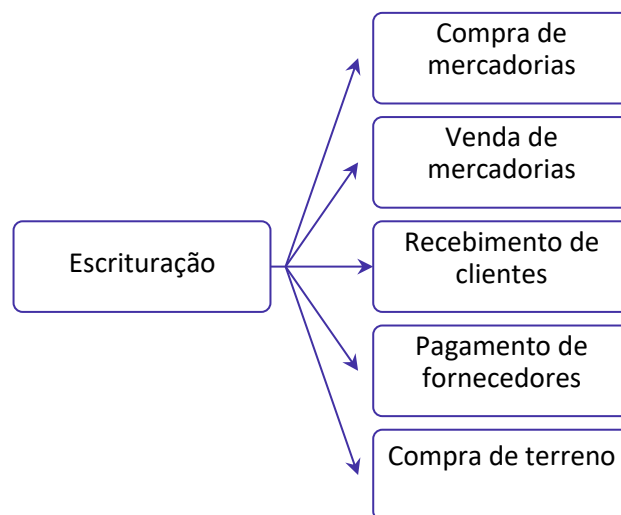 Compra de
mercadorias
Venda de
mercadorias
Escrituração
Recebimento de
clientes
Pagamento de
fornecedores
Compra de terreno